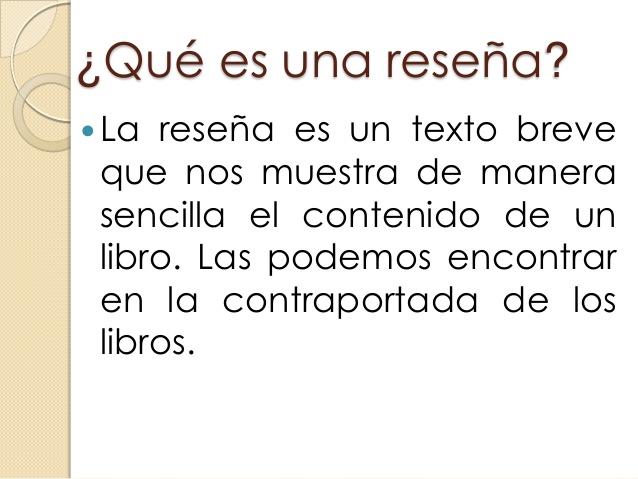 ¿Qué es una reseña?
La reseña es un texto breve
que nos muestra de manera
sencilla el contenido de un
libro. Las podemos encontrar
en la contraportada de los
libros.